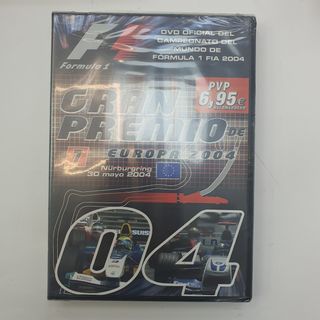 F1
Formula 1
DVD OFICIAL DEL
CAMPEONATO DEL
MUNDO DE
FÓRMULA 1 FIA 2004
PVP
6,95€
GRAN
PREMIO DE
7 EUROPA 2004
Nürburgring
30 mayo 2004
04